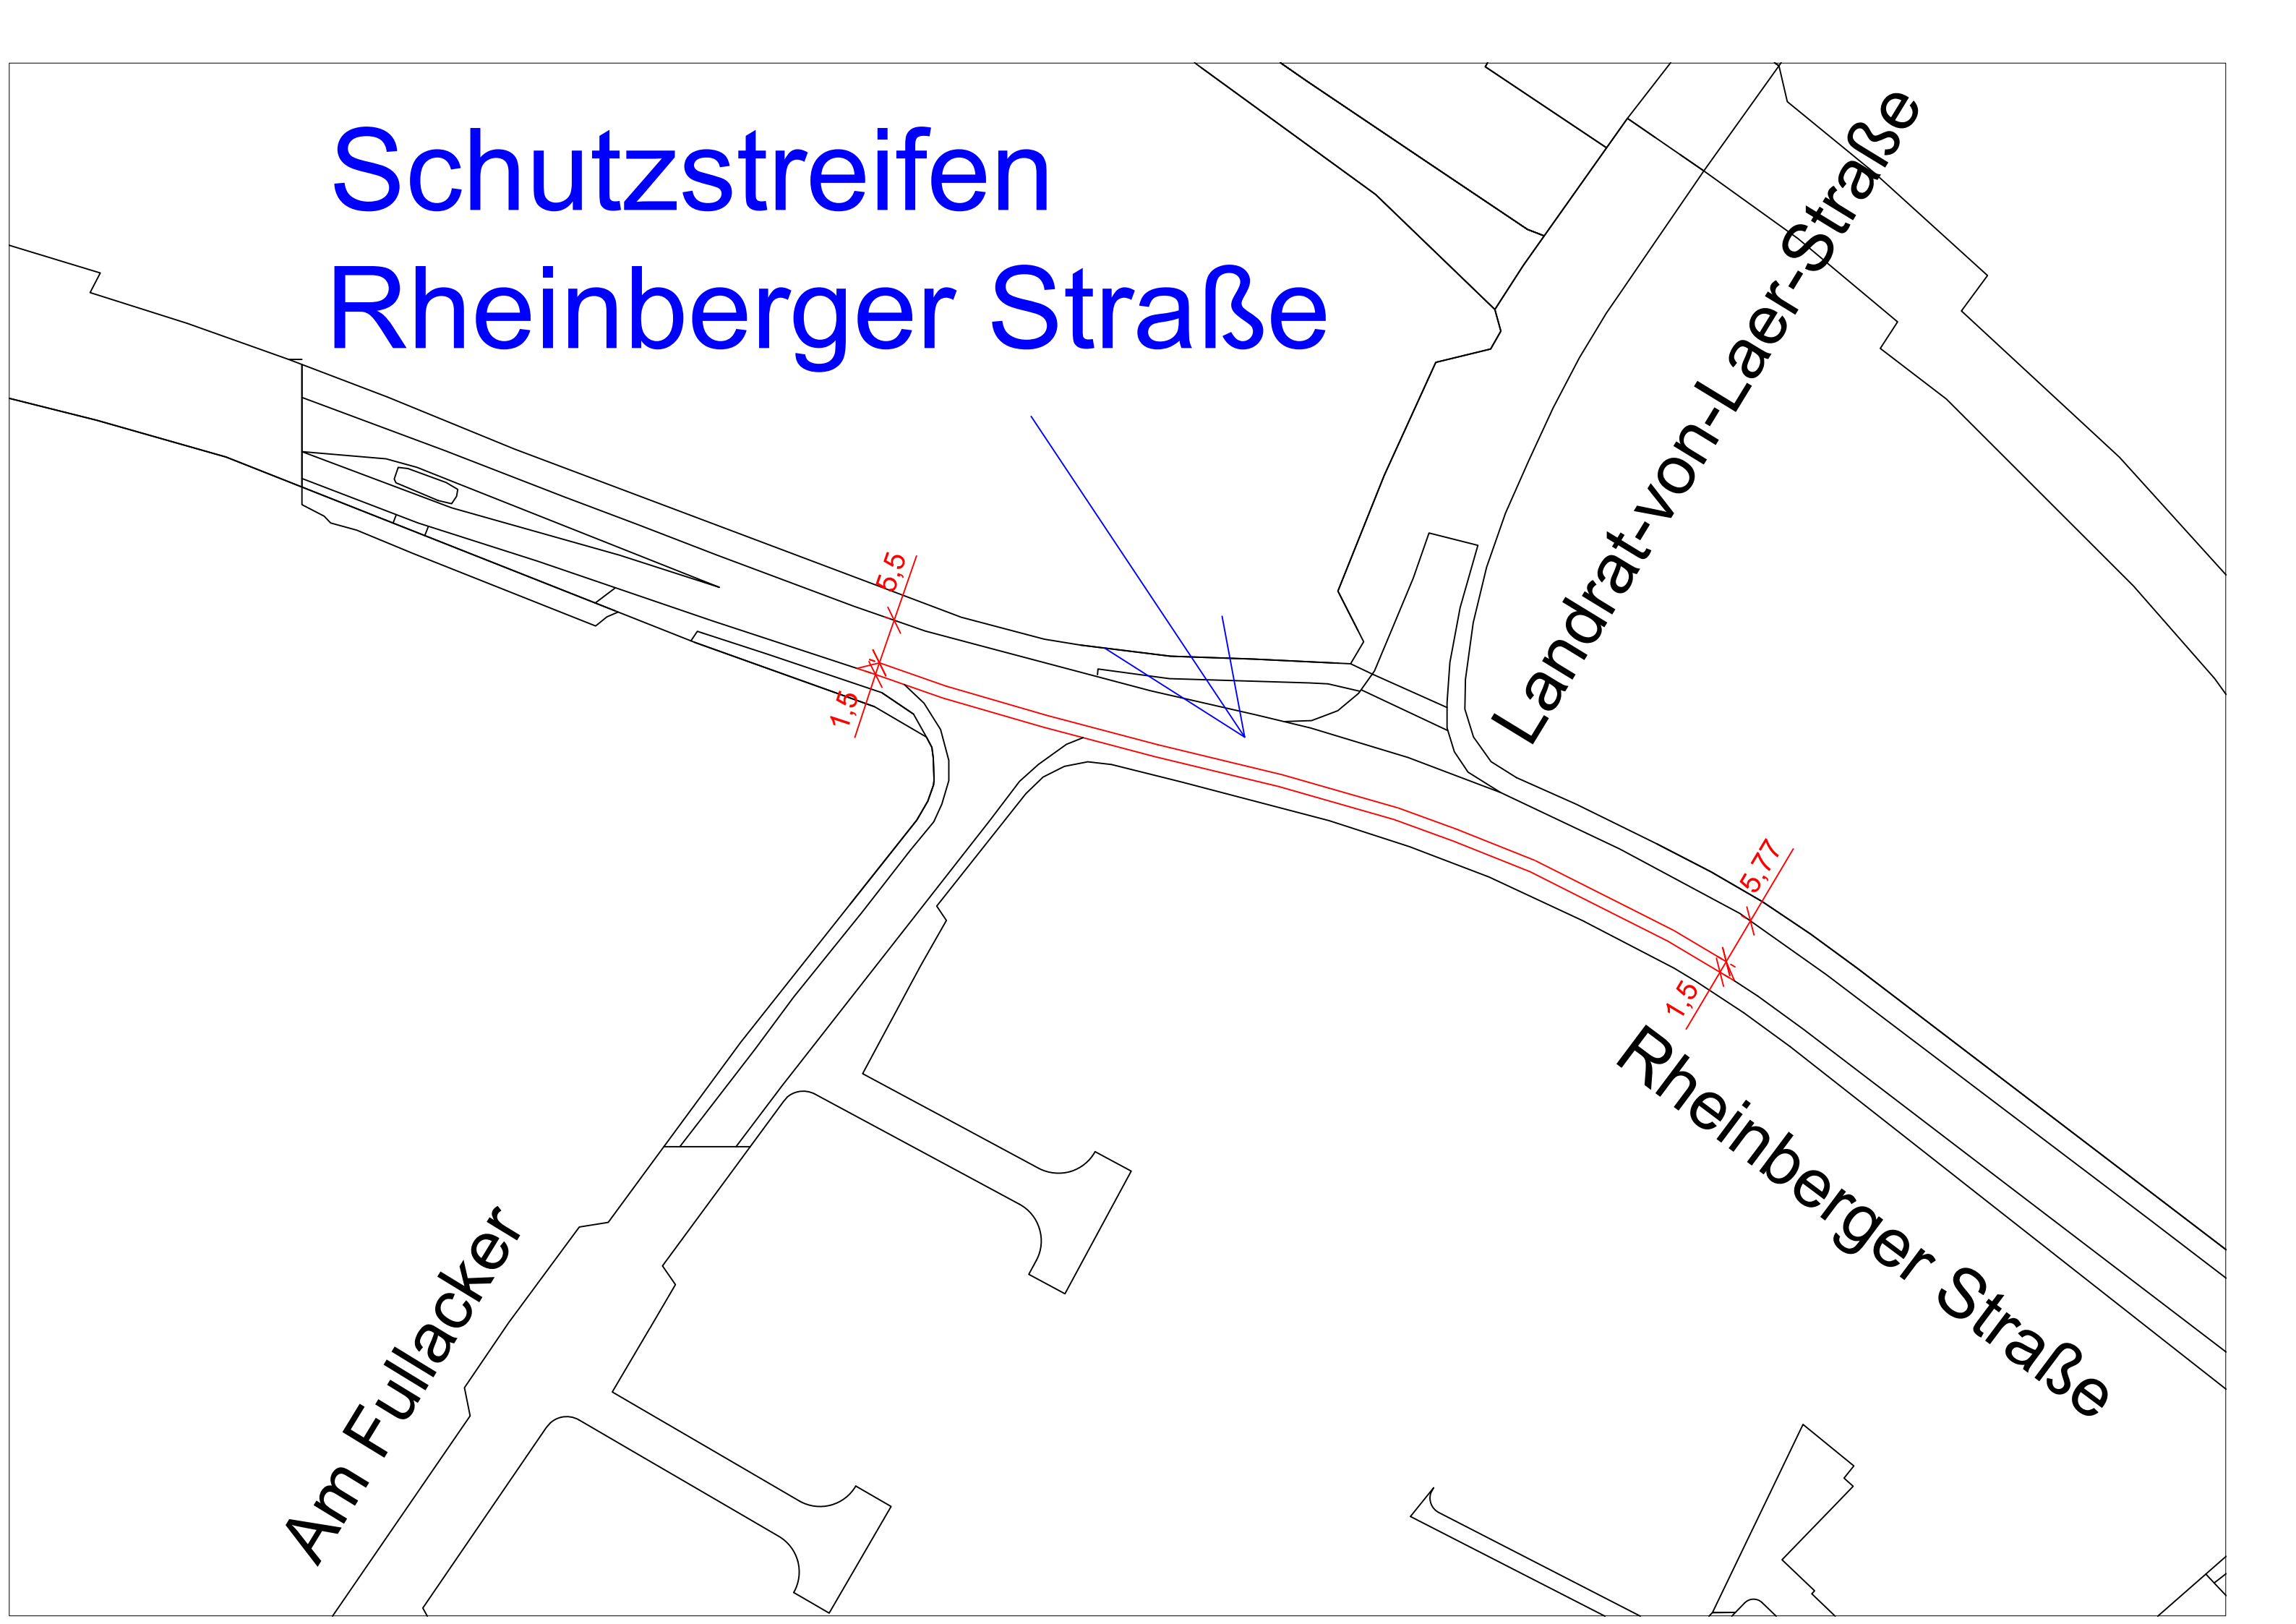 Schutzstreifen
Rheinberger Straße
Landrat-von-Laer-Straße
5,5
1,5
5,77
1,5
Rheinberger Straße
Am Fullacker